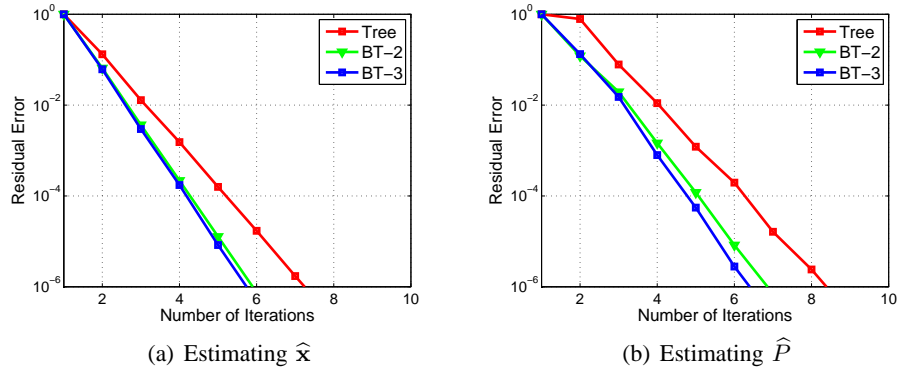 10^0
10^-2
10^-4
10^-6
Residual Error
2 4 6 8 10
Number of Iterations
Tree
BT-2
BT-3
(a) Estimating x̂
10^0
10^-2
10^-4
10^-6
Residual Error
2 4 6 8 10
Number of Iterations
Tree
BT-2
BT-3
(b) Estimating P̂